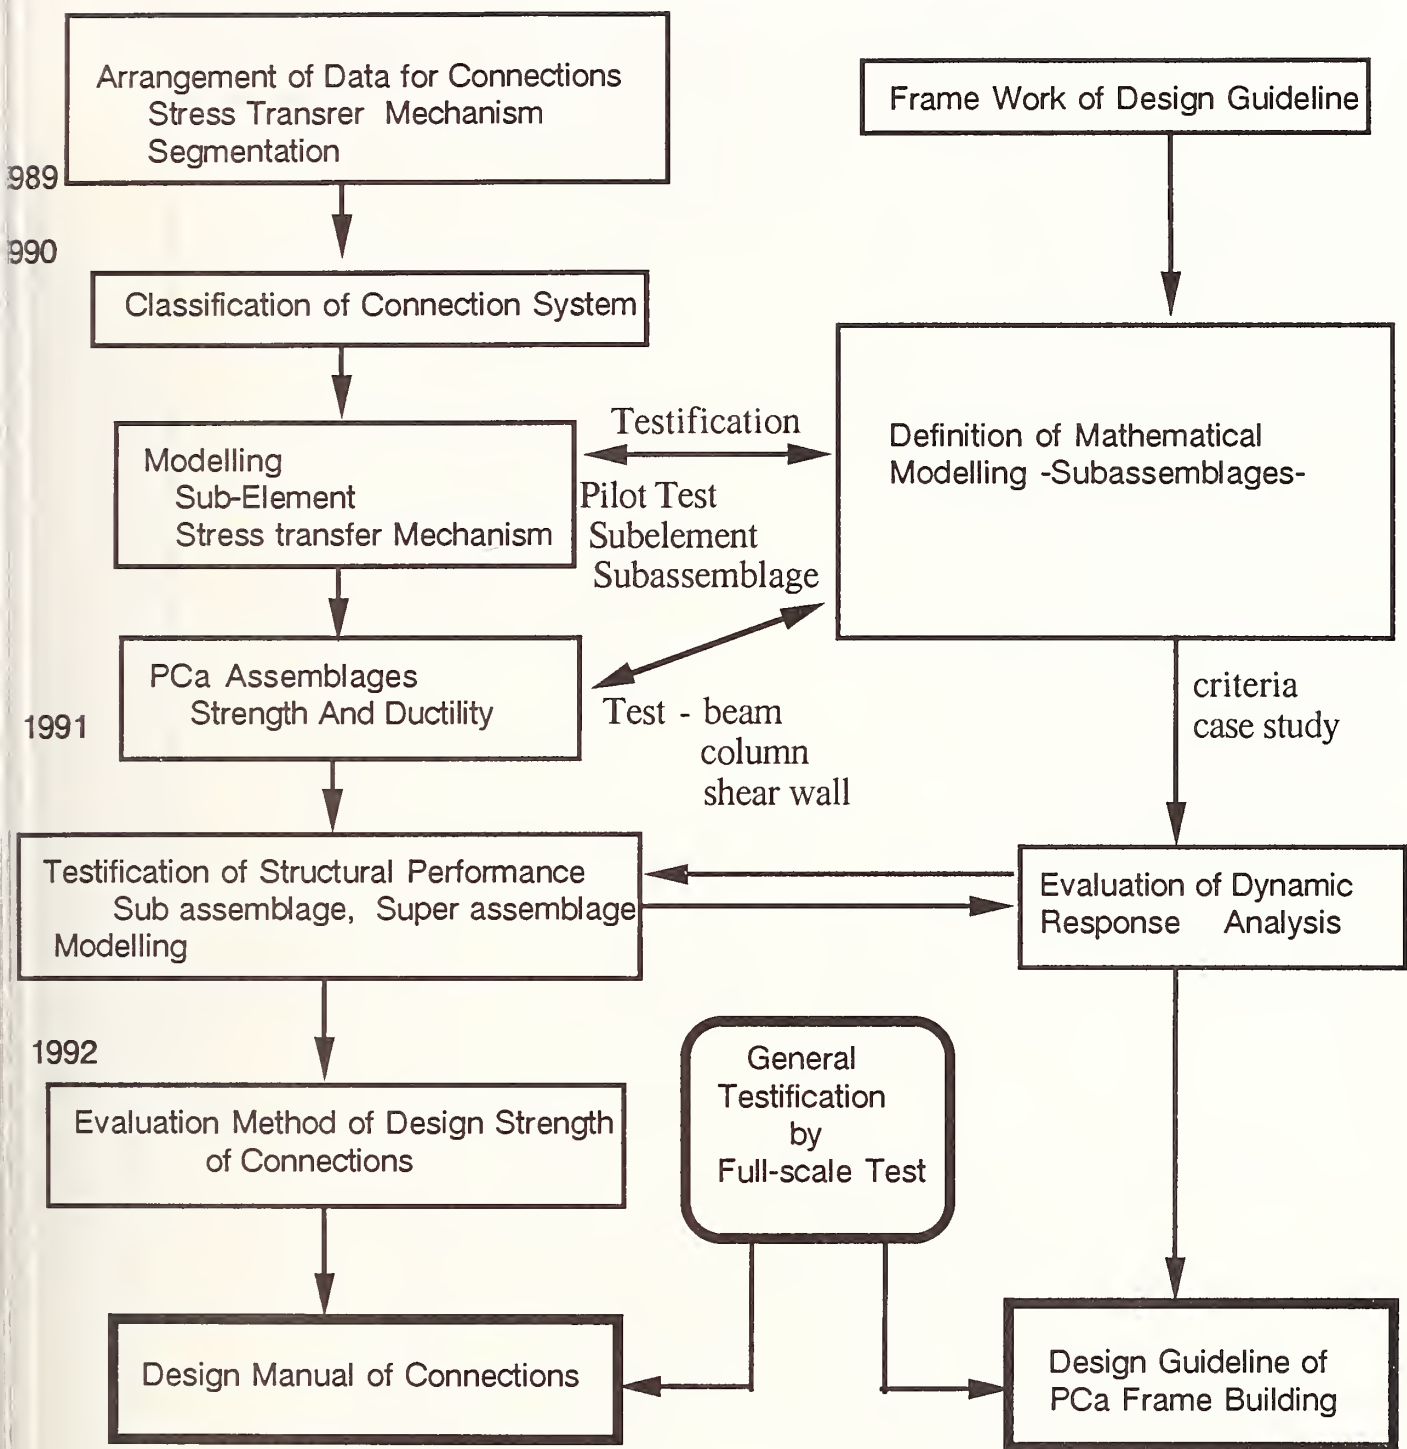 Arrangement of Data for Connections
Stress Transrer Mechanism
Segmentation
989
990
Classification of Connection System
Modelling
Sub-Element
Stress transfer Mechanism
PCa Assemblages
Strength And Ductility
1991
Testification of Structural Performance
Sub assemblage, Super assemblage
Modelling
1992
Evaluation Method of Design Strength
of Connections
Design Manual of Connections
Testification
Pilot Test
Subelement
Subassemblage
Test - beam
column
shear wall
General
Testification
by
Full-scale Test
Frame Work of Design Guideline
Definition of Mathematical
Modelling -Subassemblages-
criteria
case study
Evaluation of Dynamic
Response Analysis
Design Guideline of
PCa Frame Building